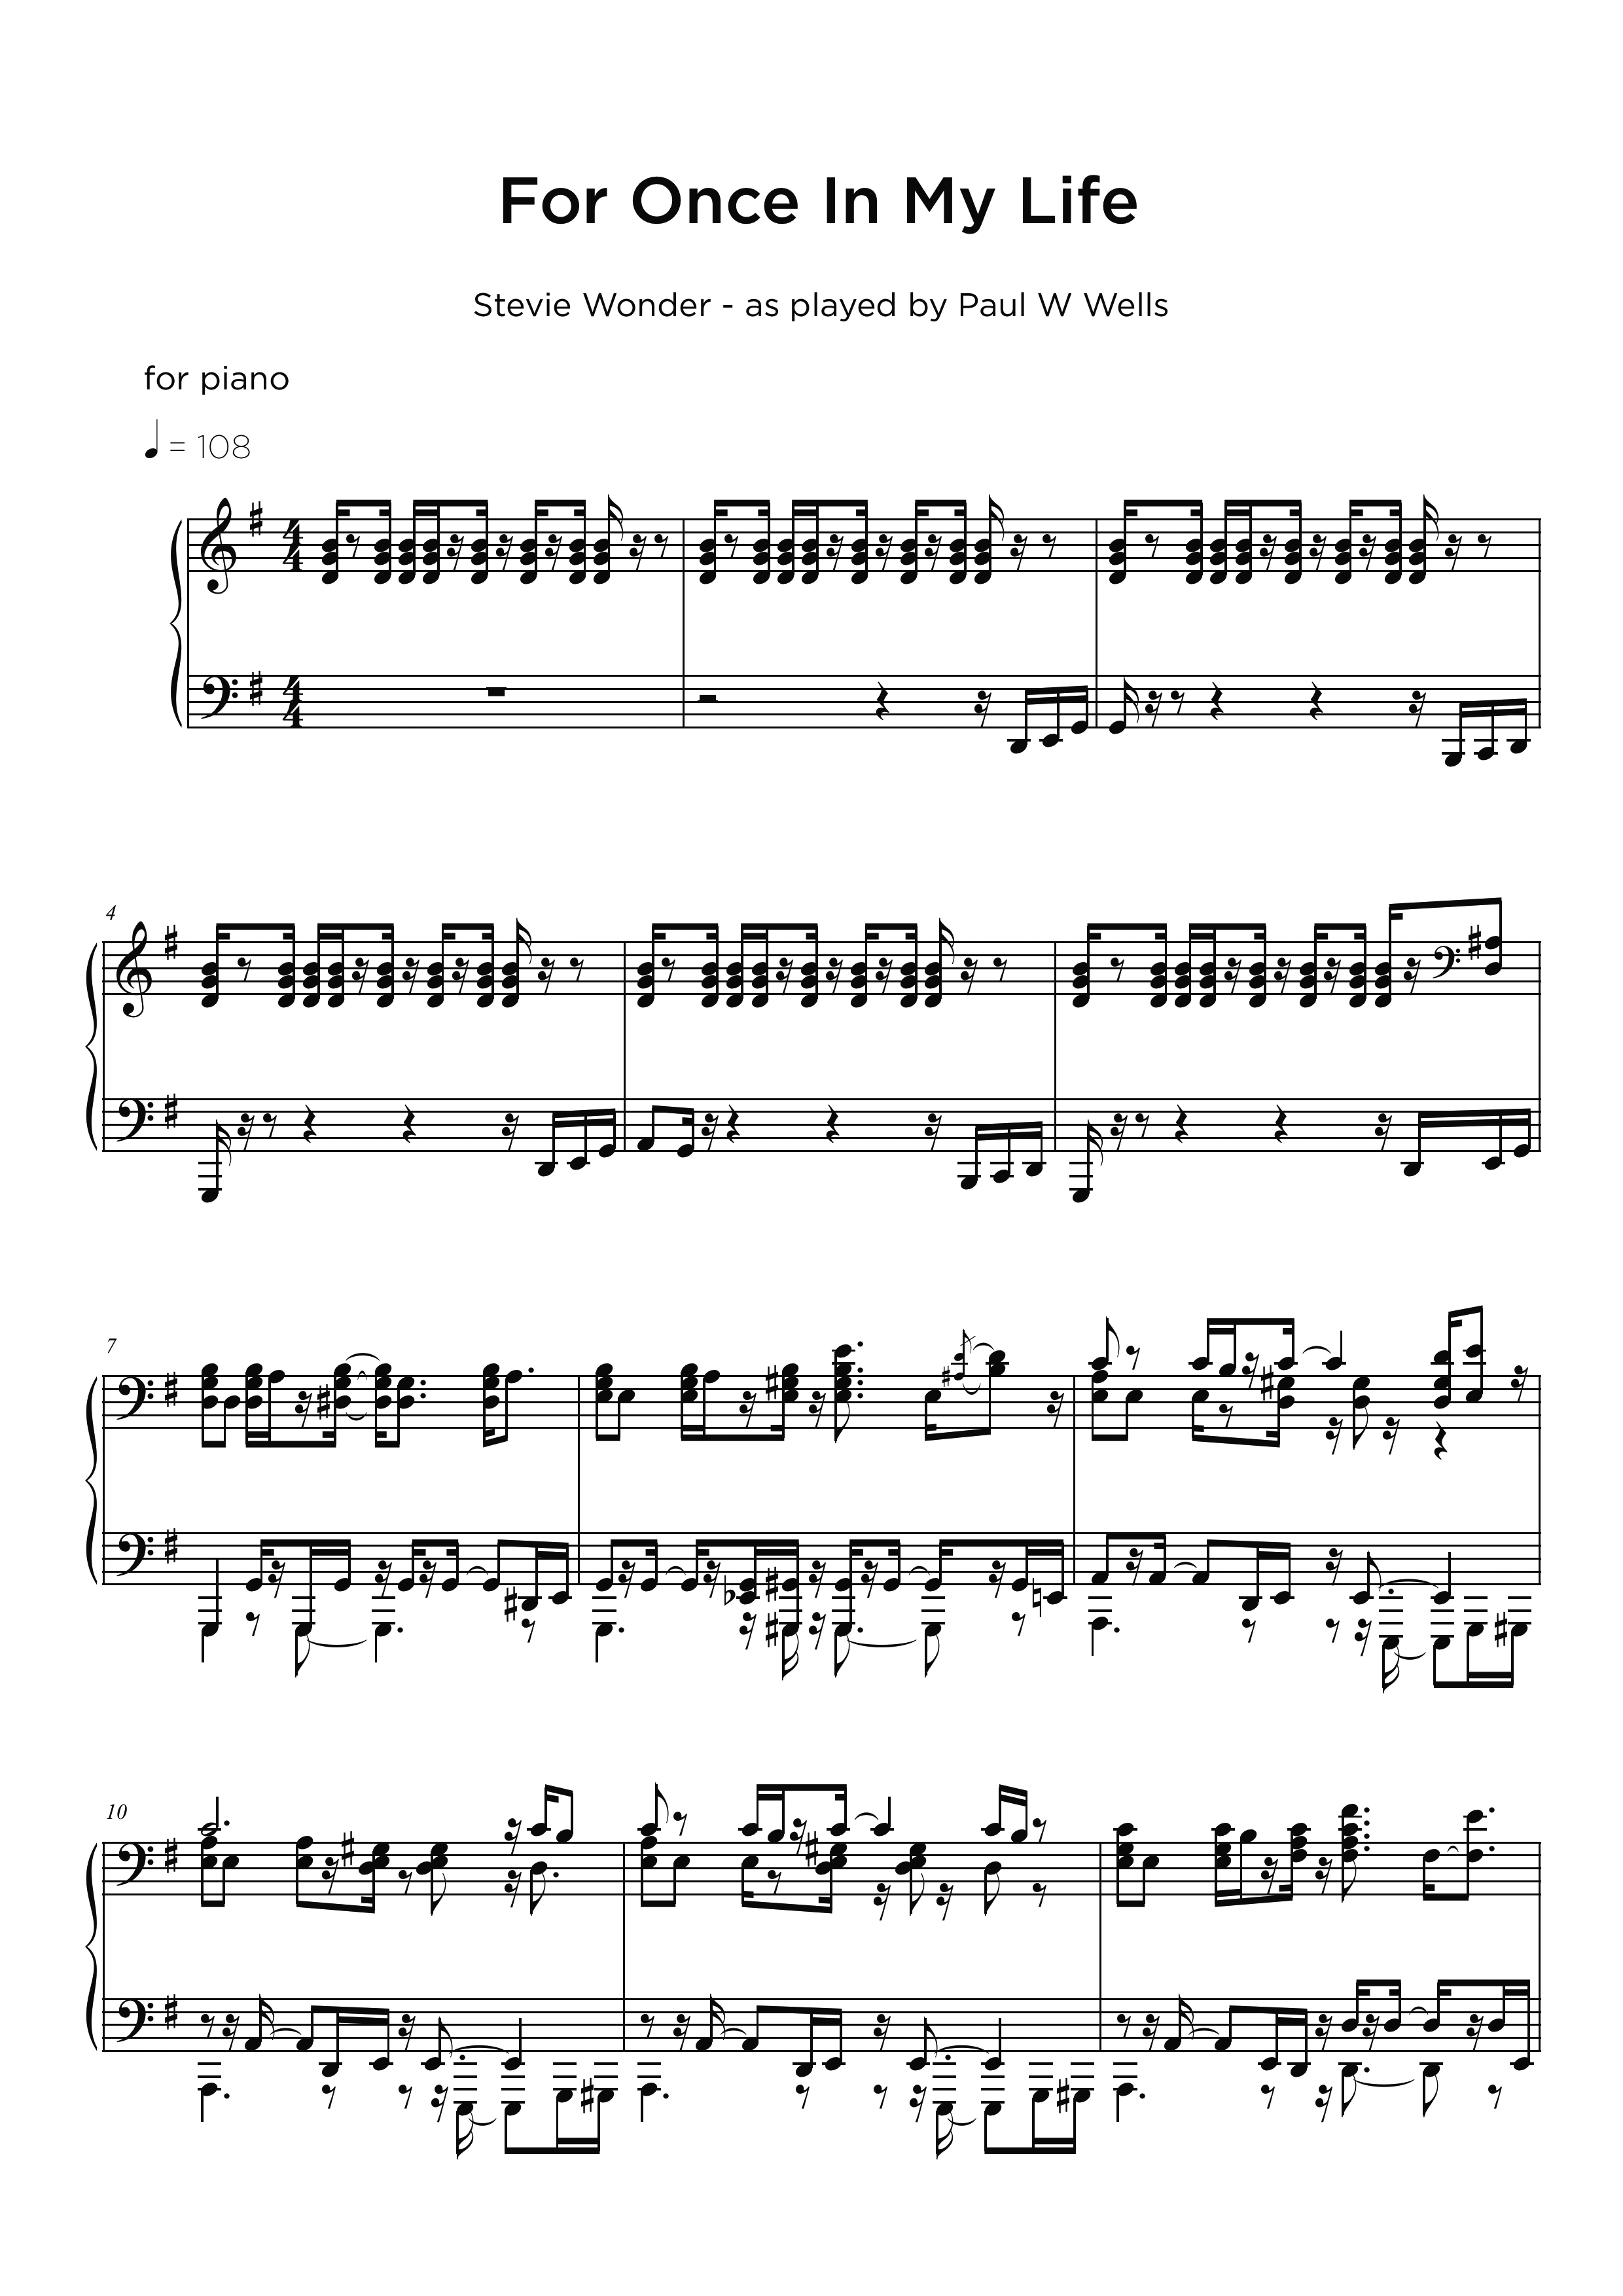 For Once In My Life
Stevie Wonder - as played by Paul W Wells
for piano
= 108
4
7
10